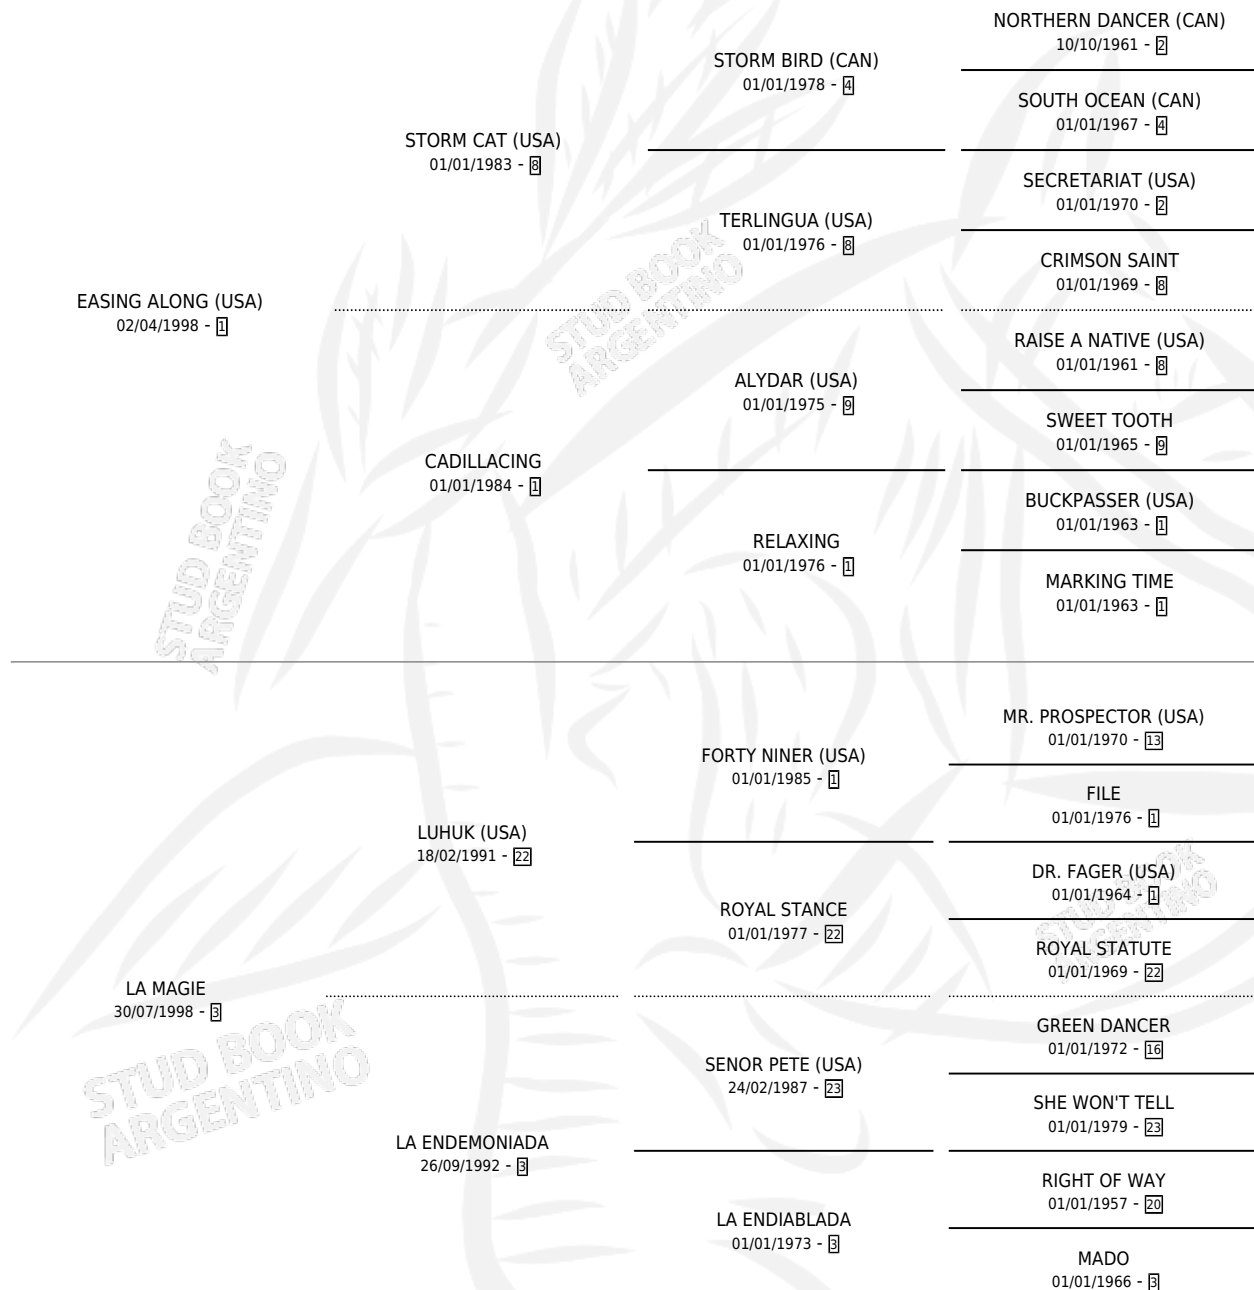 NORTHERN DANCER (CAN)
10/10/1961 - 2
STORM BIRD (CAN)
01/01/1978 - 4
SOUTH OCEAN (CAN)
01/01/1967 - 4
STORM CAT (USA)
01/01/1983 - 8
SECRETARIAT (USA)
01/01/1970 - 2
TERLINGUA (USA)
01/01/1976 - 8
CRIMSON SAINT
01/01/1969 - 8
EASING ALONG (USA)
02/04/1998 - 1
STUD BOOK
ARGENTINO
RAISE A NATIVE (USA)
01/01/1961 - 8
ALYDAR (USA)
01/01/1975 - 9
SWEET TOOTH
01/01/1965 - 9
CADILLACING
01/01/1984 - 1
BUCKPASSER (USA)
01/01/1963 - 1
RELAXING
01/01/1976 - 1
MARKING TIME
01/01/1963 - 1
STUD BOOK
ARGENTINO
MR. PROSPECTOR (USA)
01/01/1970 - 13
FORTY NINER (USA)
01/01/1985 - 1
FILE
01/01/1976 - 1
LUHUK (USA)
18/02/1991 - 22
DR. FAGER (USA)
01/01/1964 - 1
ROYAL STANCE
01/01/1977 - 22
ROYAL STATUTE
01/01/1969 - 22
STUD BOOK
ARGENTINO
LA MAGIE
30/07/1998 - 3
STUD BOOK
ARGENTINO
GREEN DANCER
01/01/1972 - 16
SENOR PETE (USA)
24/02/1987 - 23
SHE WON'T TELL
01/01/1979 - 23
LA ENDEMONIADA
26/09/1992 - 3
RIGHT OF WAY
01/01/1957 - 20
LA ENDIABLADA
01/01/1973 - 3
MADO
01/01/1966 - 3